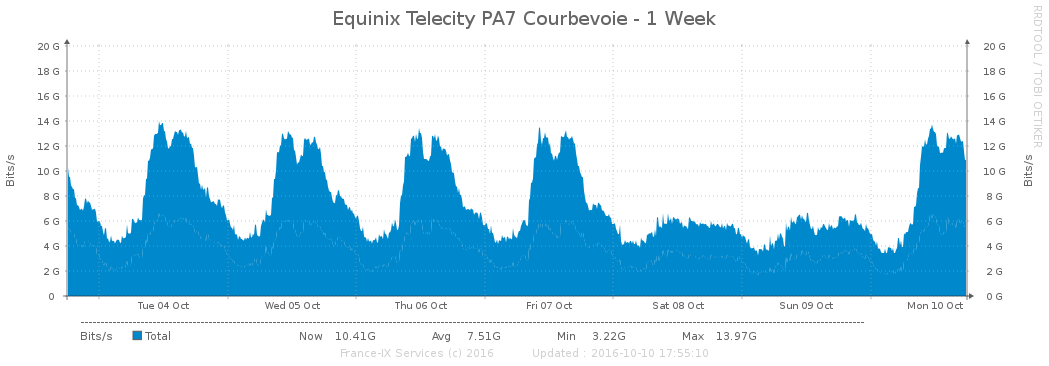 Equinix Telecity PA7 Courbevoie - 1 Week
RRDTOOL / TOBI OETIKER
Bits/s
20 G
18 G
16 G
14 G
12 G
10 G
8 G
6 G
4 G
2 G
0
20 G
18 G
16 G
14 G
12 G
10 G
8 G
6 G
4 G
2 G
0 G
Bits/s
Tue 04 Oct Wed 05 Oct Thu 06 Oct Fri 07 Oct Sat 08 Oct Sun 09 Oct Mon 10 Oct
Bits/s Total Now 10.41G Avg 7.51G Min 3.22G Max 13.97G
France-IX Services (c) 2016 Updated : 2016-10-10 17:55:10